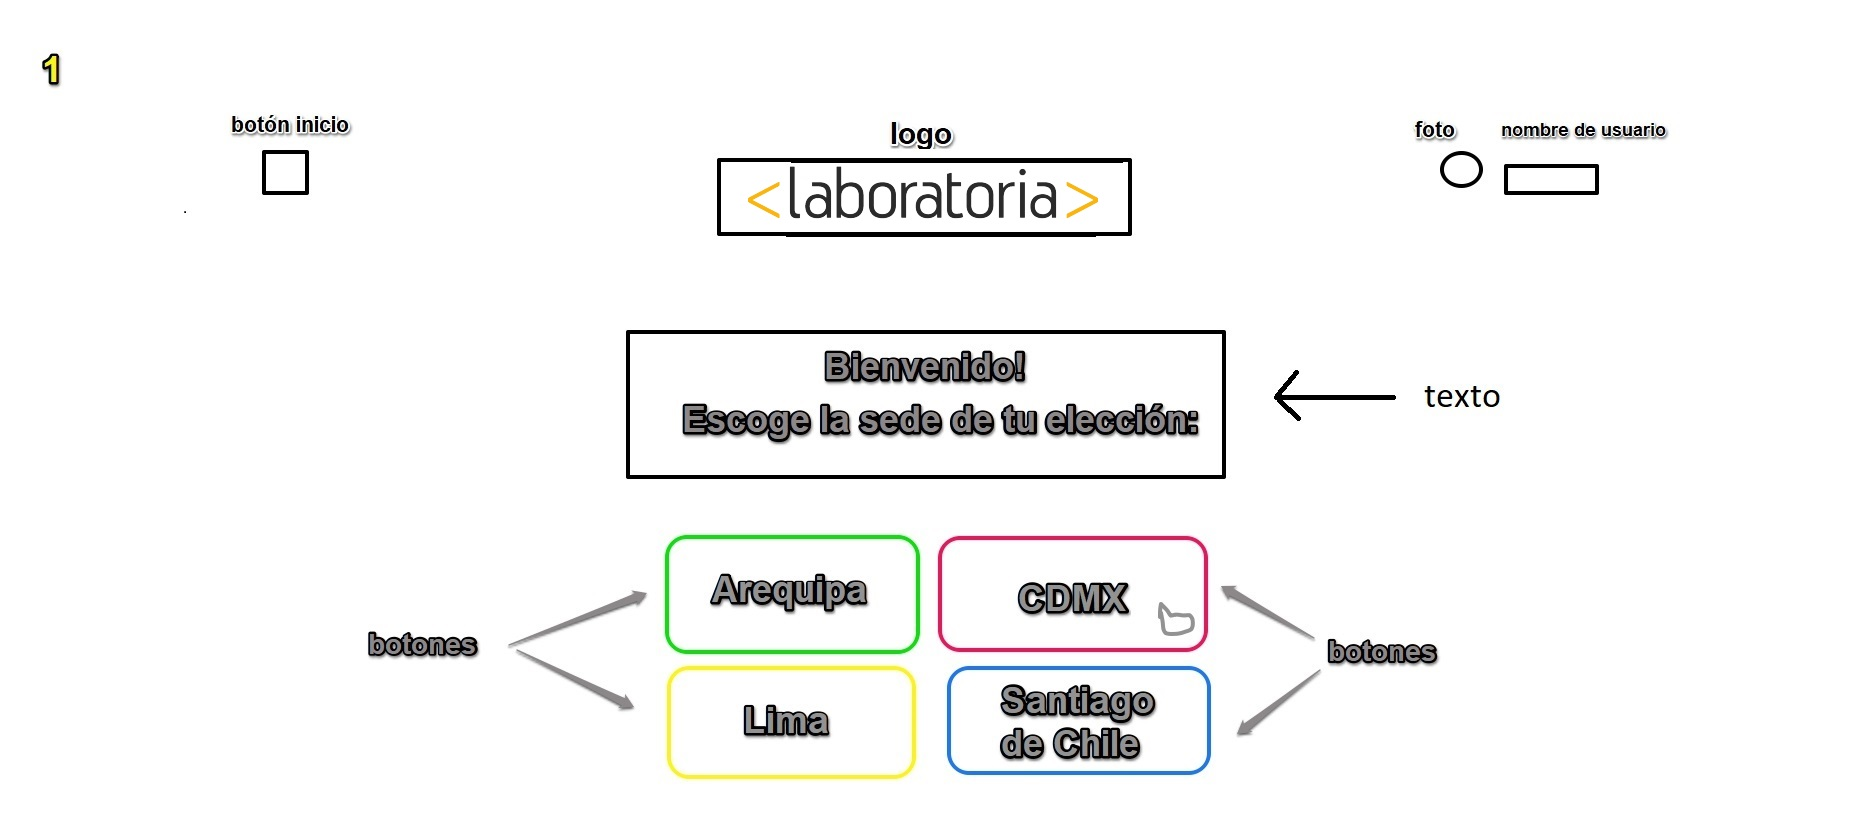 1
botón inicio
logo
foto
nombre de usuario
<laboratoria>
Bienvenido!
Escoge la sede de tu elección:
texto
Arequipa
CDMX
botones
botones
Lima
Santiago
de Chile